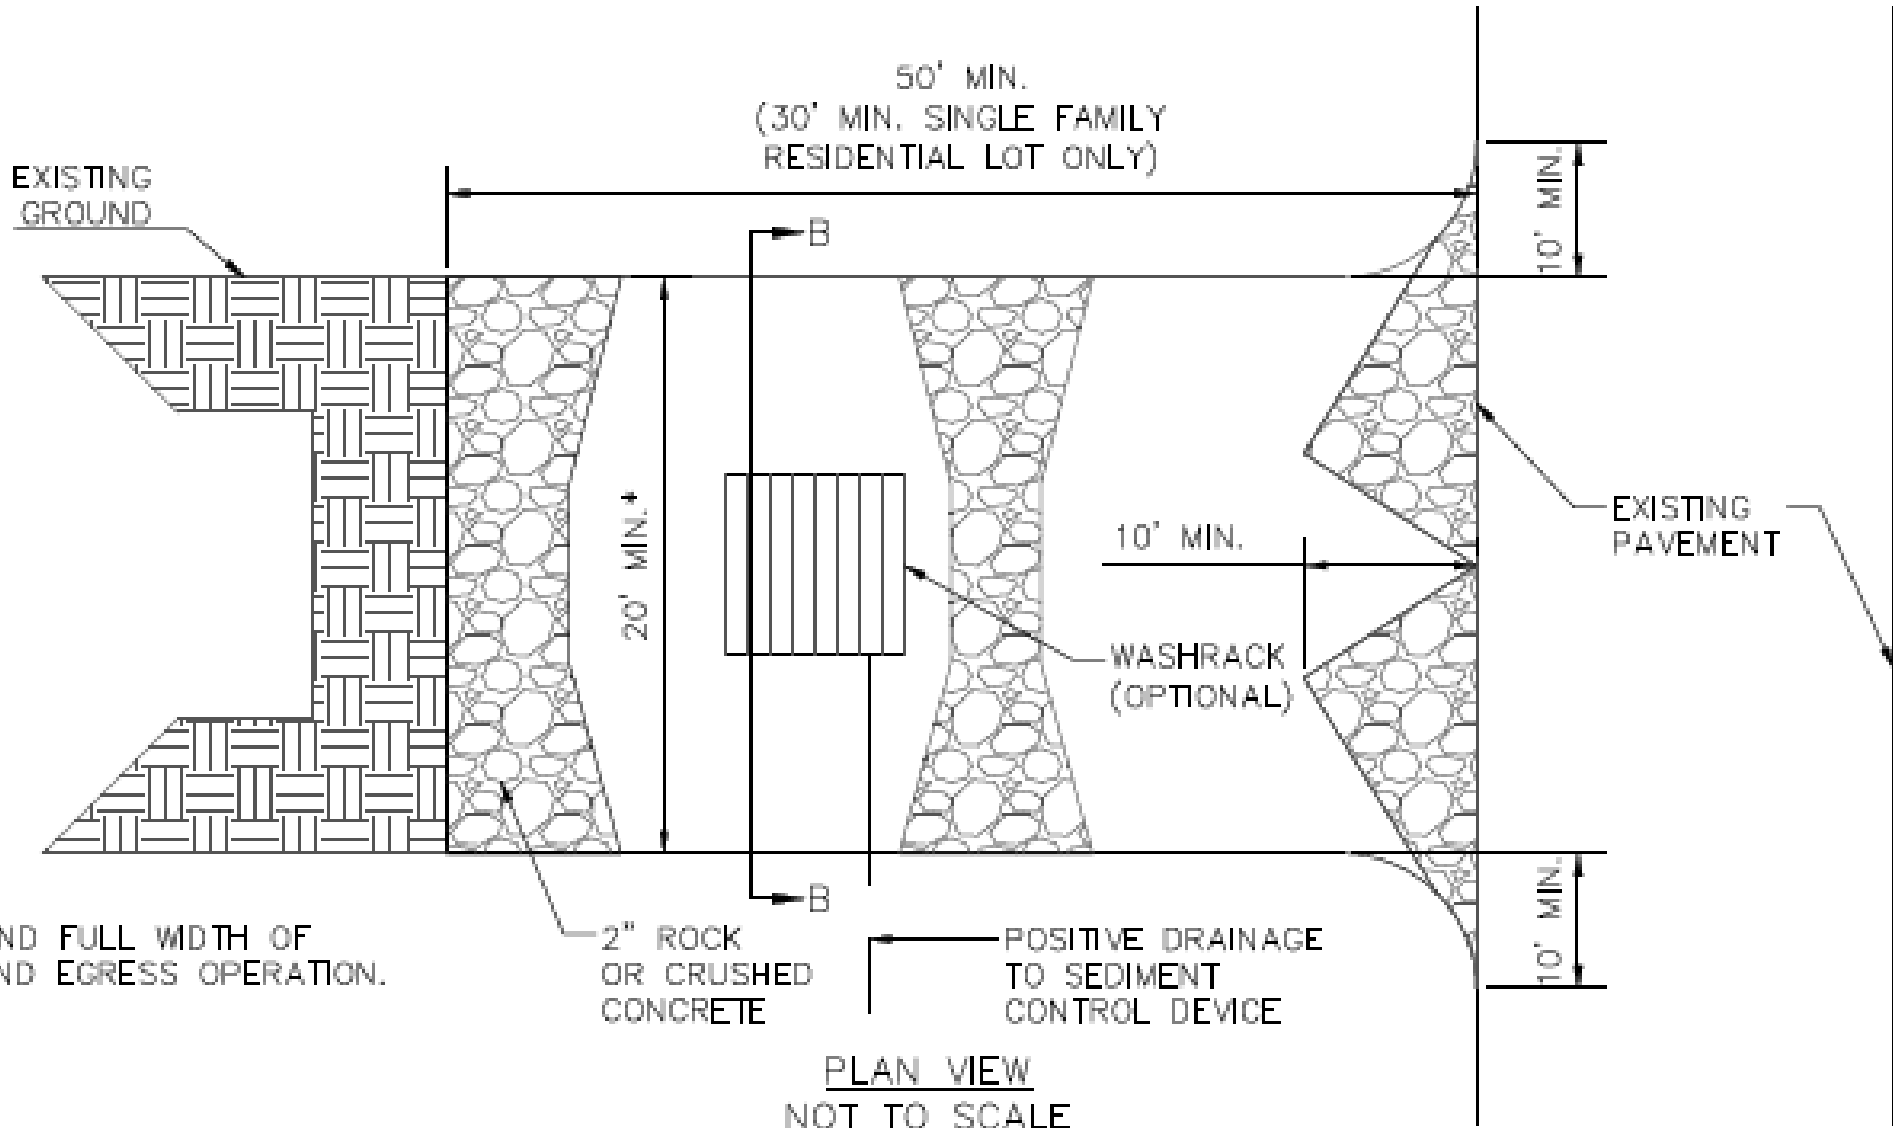 50' MIN.
(30' MIN. SINGLE FAMILY
RESIDENTIAL LOT ONLY)
EXISTING
GROUND
B
10' MIN.
20' MIN.*
10' MIN.
EXISTING
PAVEMENT
WASHRACK
(OPTIONAL)
B
10' MIN.
ND FULL WIDTH OF
ND EGRESS OPERATION.
2" ROCK
OR CRUSHED
CONCRETE
POSITIVE DRAINAGE
TO SEDIMENT
CONTROL DEVICE
PLAN VIEW
NOT TO SCALE